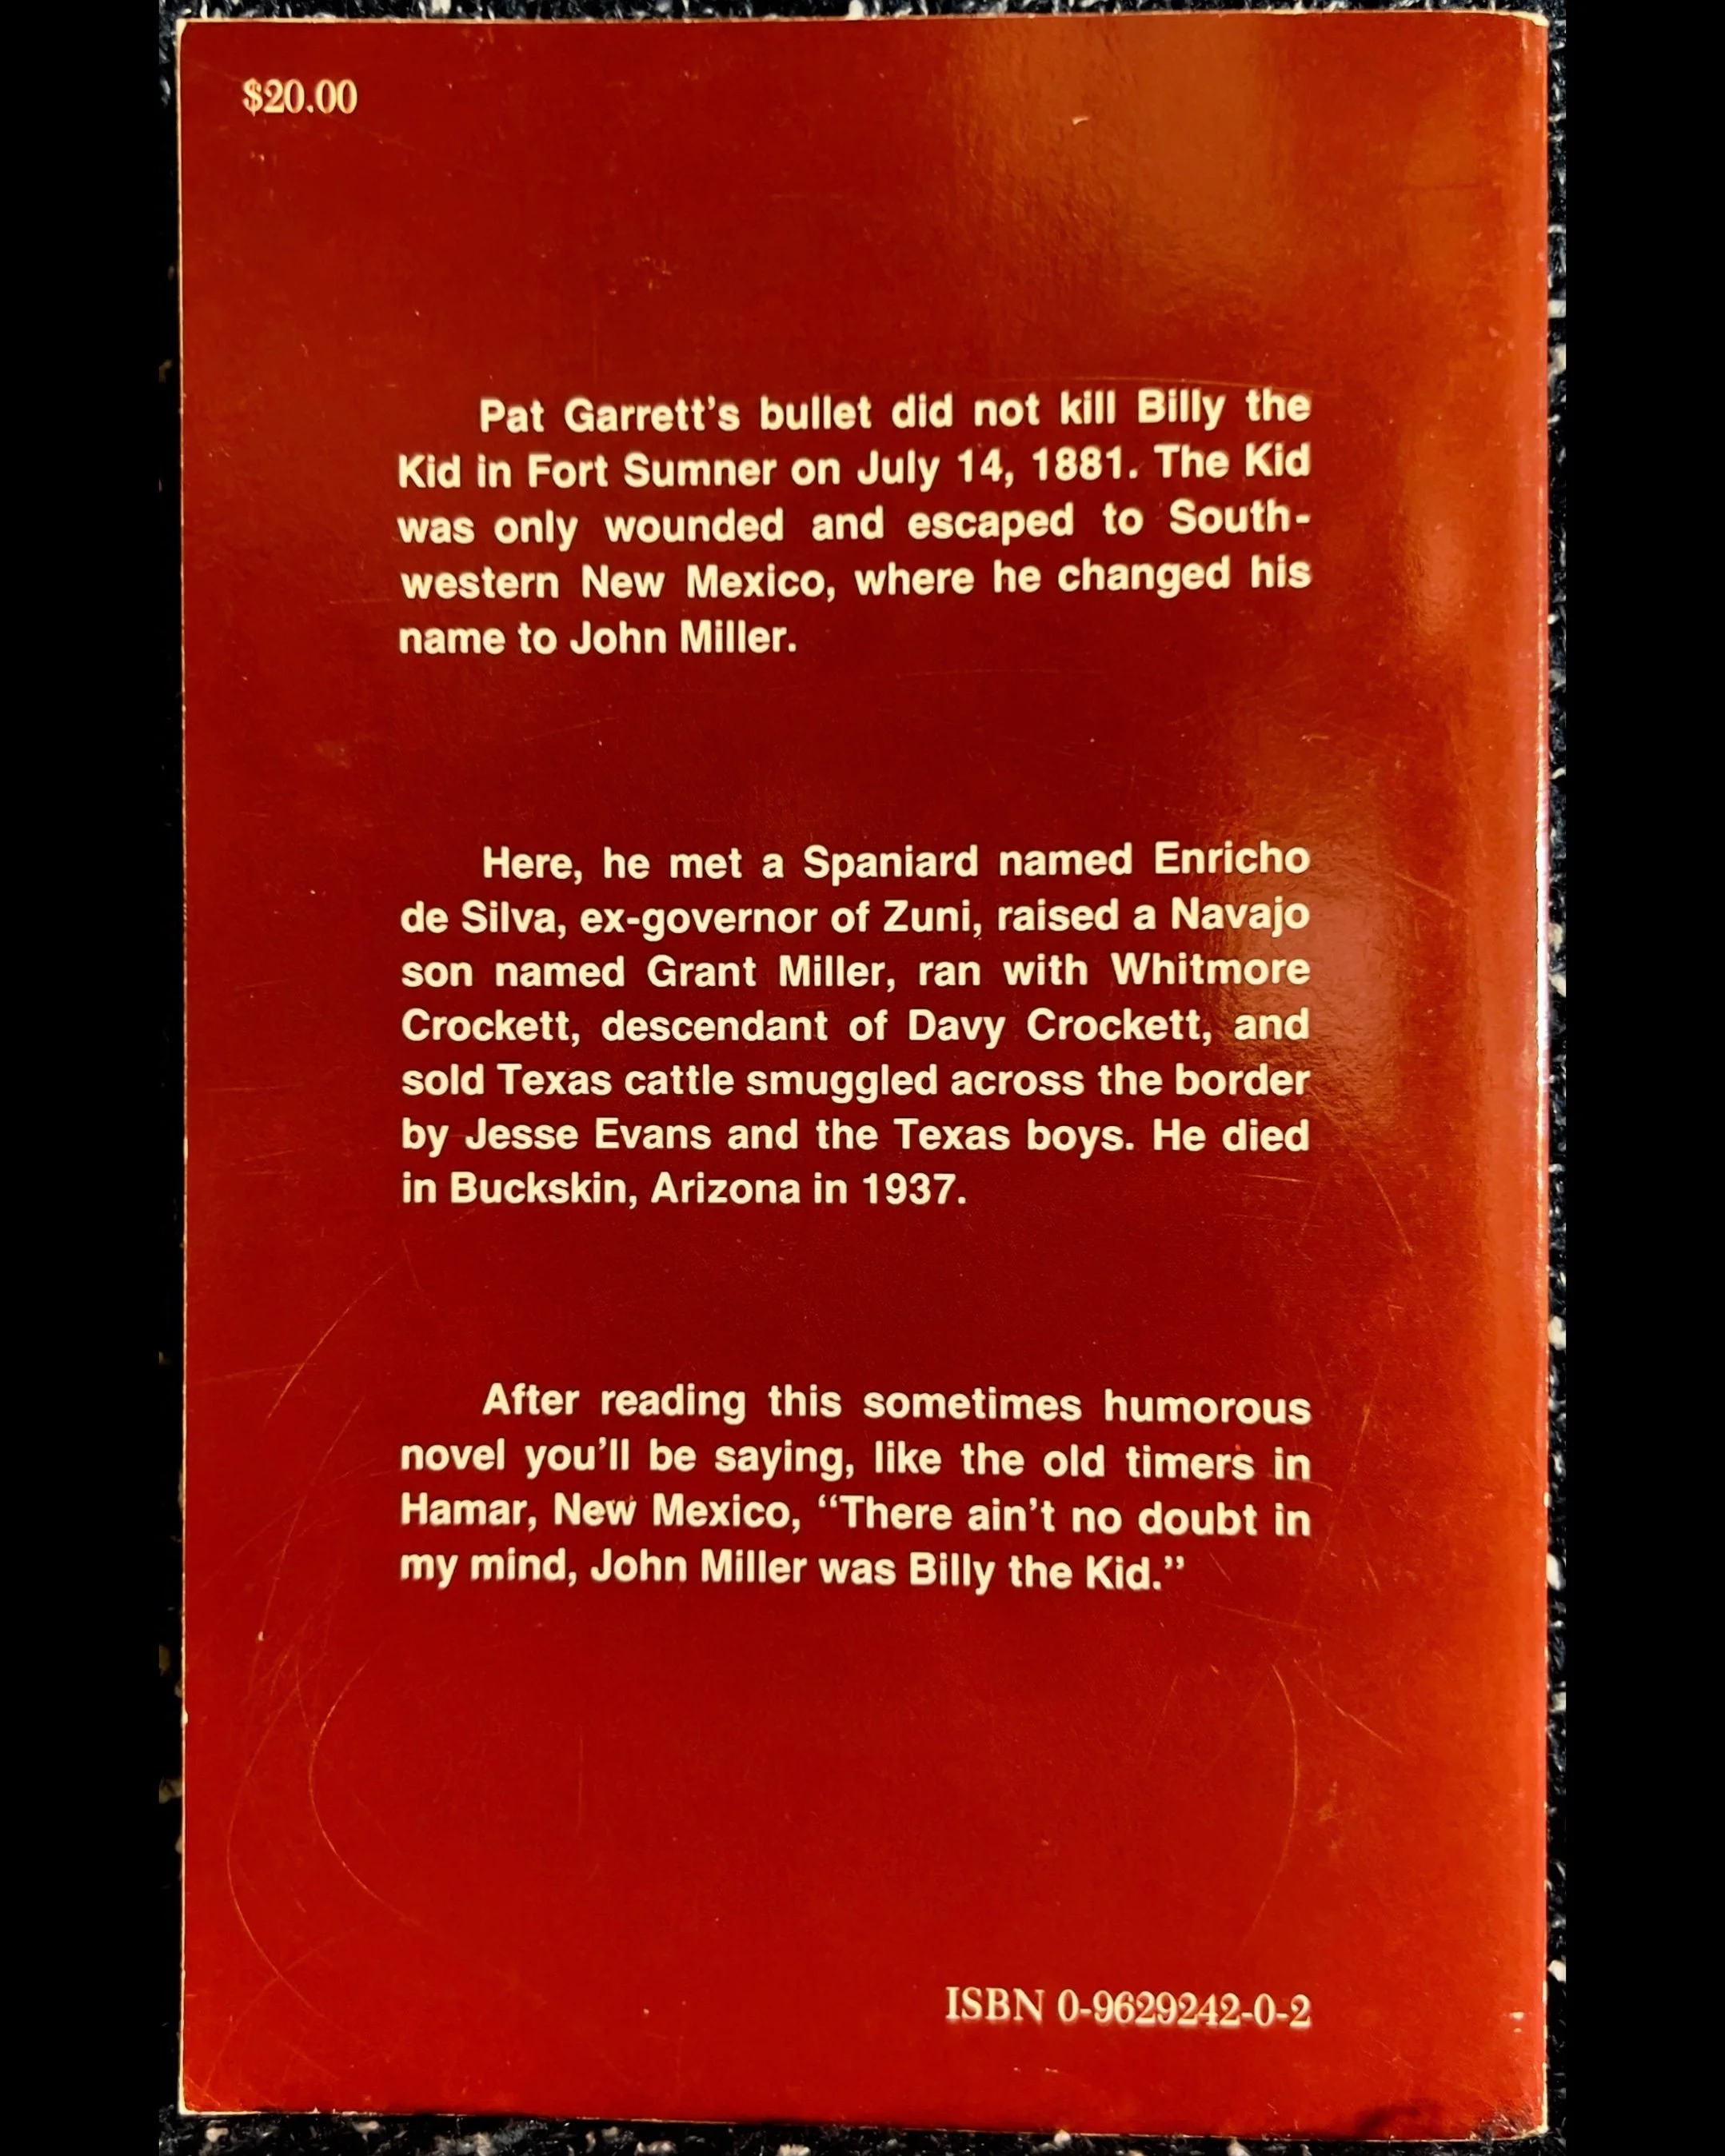 $20.00
Pat Garrett's bullet did not kill Billy the
Kid in Fort Sumner on July 14, 1881. The Kid
was only wounded and escaped to South-
western New Mexico, where he changed his
name to John Miller.
Here, he met a Spaniard named Enricho
de Silva, ex-governor of Zuni, raised a Navajo
son named Grant Miller, ran with Whitmore
Crockett, descendant of Davy Crockett, and
sold Texas cattle smuggled across the border
by Jesse Evans and the Texas boys. He died
in Buckskin, Arizona in 1937.
After reading this sometimes humorous
novel you'll be saying, like the old timers in
Hamar, New Mexico, “There ain't no doubt in
my mind, John Miller was Billy the Kid.”
ISBN 0-9629242-0-2